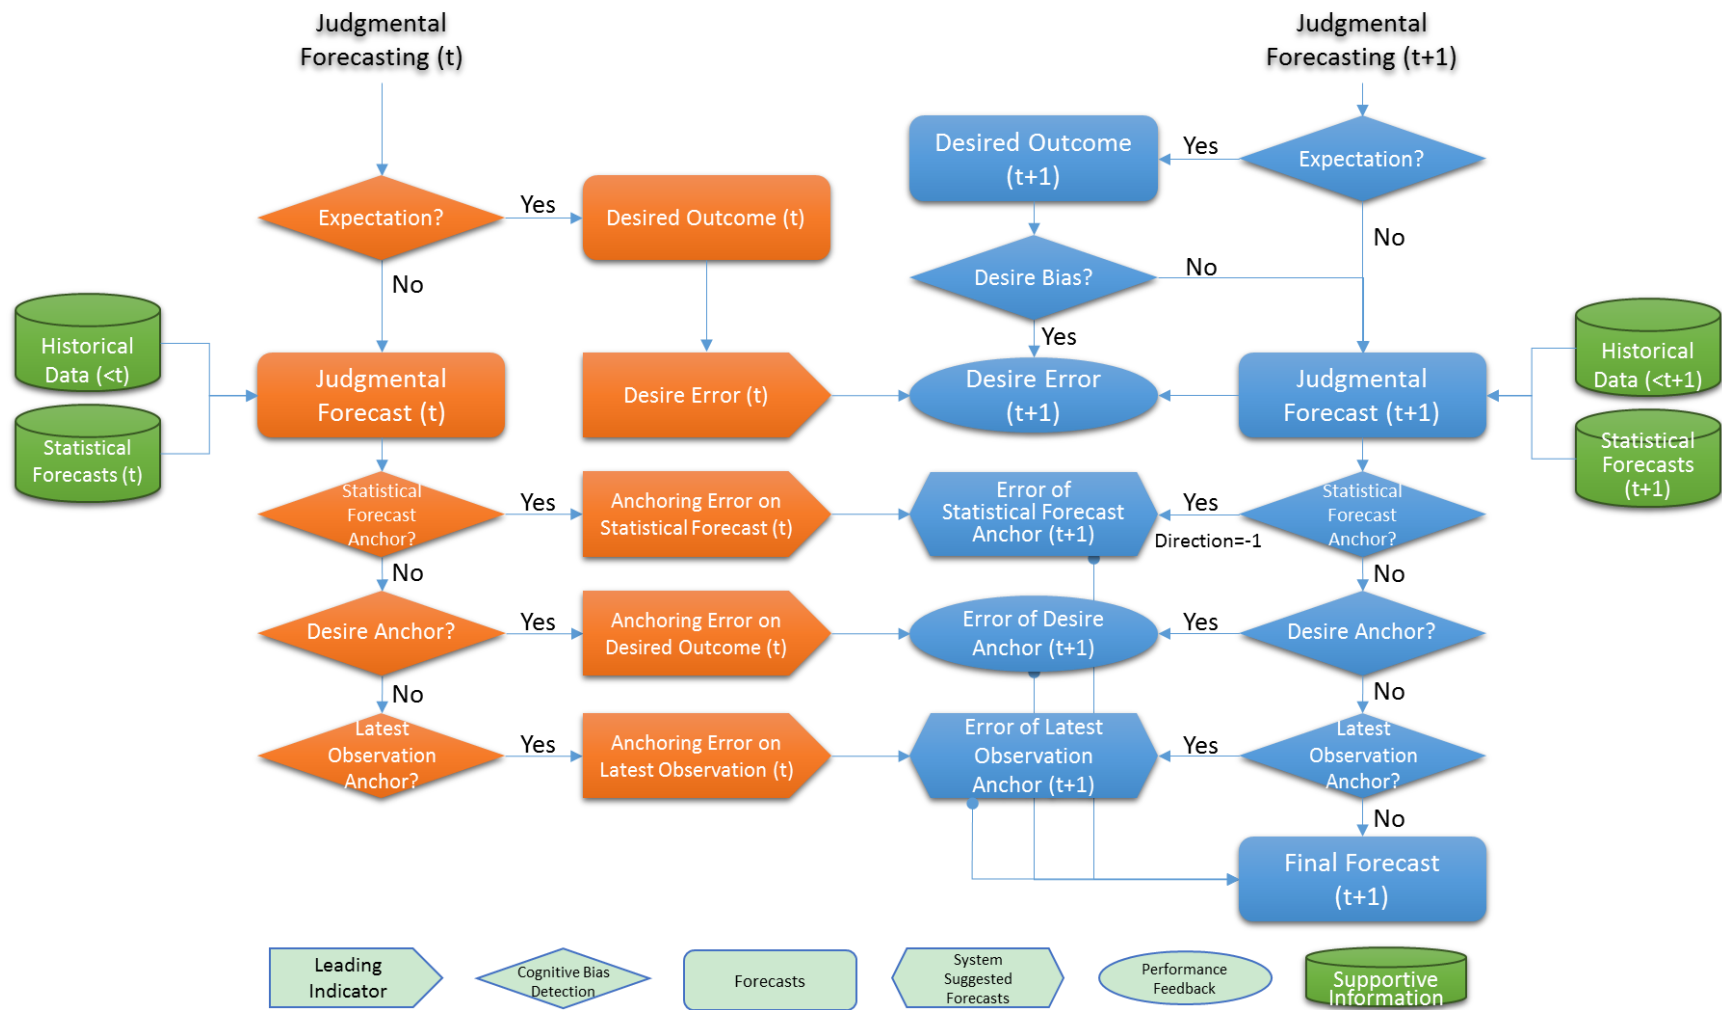 Judgmental
Forecasting (t)
Judgmental
Forecasting (t+1)
Expectation?
Yes
Desired Outcome (t)
No
Desired Outcome
(t+1)
Yes
Expectation?
No
Desire Bias?
No
Yes
Historical
Data (<t)
Statistical
Forecasts (t)
Judgmental
Forecast (t)
Desire Error (t)
Desire Error
(t+1)
Judgmental
Forecast (t+1)
Historical
Data (<t+1)
Statistical
Forecasts
(t+1)
Statistical
Forecast
Anchor?
Yes
Anchoring Error on
Statistical Forecast (t)
Error of
Statistical Forecast
Anchor (t+1)
Yes
Direction=-1
Statistical
Forecast
Anchor?
No
No
Desire Anchor?
Yes
Anchoring Error on
Desired Outcome (t)
Error of Desire
Anchor (t+1)
Yes
Desire Anchor?
No
No
Latest
Observation
Anchor?
Yes
Anchoring Error on
Latest Observation (t)
Error of Latest
Observation
Anchor (t+1)
Yes
Latest
Observation
Anchor?
No
Final Forecast
(t+1)
Leading
Indicator
Cognitive Bias
Detection
Forecasts
System
Suggested
Forecasts
Performance
Feedback
Supportive
Information